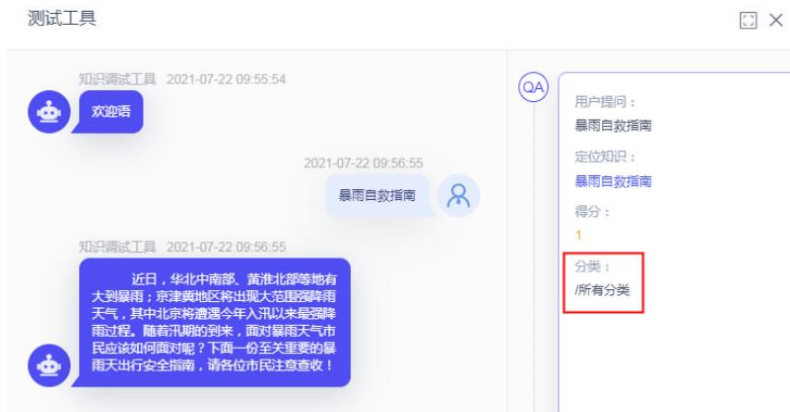 测试工具
知识调试工具 2021-07-22 09:55:54
欢迎语
2021-07-22 09:56:55
暴雨自救指南
知识调试工具 2021-07-22 09:56:55
近日，华北中南部、黄淮北部等地有
大到暴雨；京津冀地区将出现大范围强降雨
天气，其中北京将遭遇今年入汛以来最强降
雨过程。随着汛期的到来，面对暴雨天气市
民应该如何面对呢？下面一份至关重要的暴
雨天出行安全指南，请各位市民注意查收！
QA
用户提问：
暴雨自救指南
定位知识：
暴雨自救指南
得分：
1
分类：
/所有分类